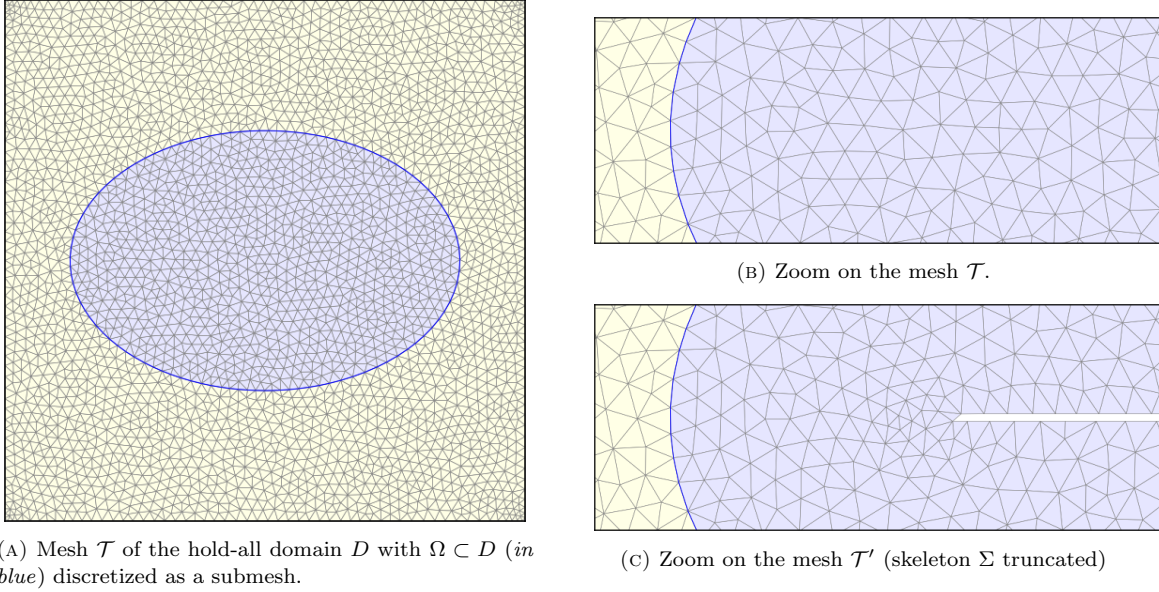 (A) Mesh 𝒯 of the hold-all domain D with Ω ⊂ D (in
blue) discretized as a submesh.
(B) Zoom on the mesh 𝒯.
(C) Zoom on the mesh 𝒯′ (skeleton Σ truncated)